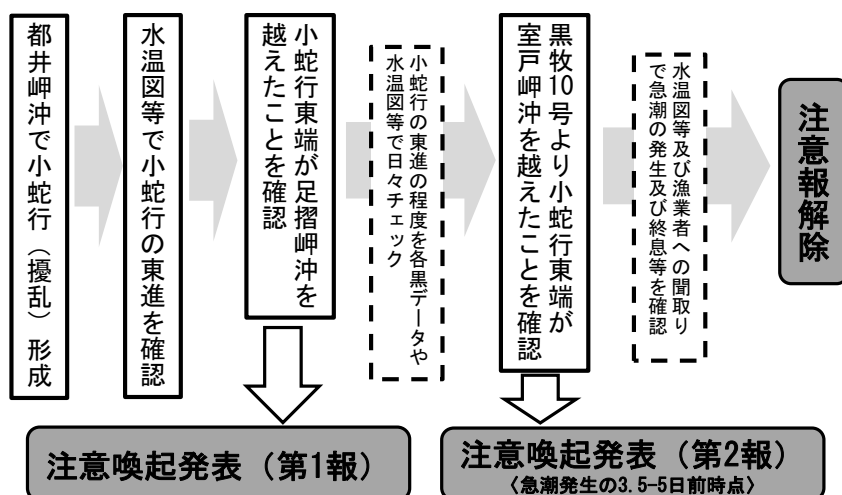 都井岬沖で小蛇行（擾乱）形成
水温図等で小蛇行の東進を確認
小蛇行東端が足摺岬沖を
越えたことを確認
小蛇行の東進の程度を各黒データや
水温図等で日々チェック
黒牧10号より小蛇行東端が
室戸岬沖を越えたことを確認
水温図等及び漁業者への聞取り
で急潮の発生及び終息等を確認
注意報解除
注意喚起発表（第1報）
注意喚起発表（第2報）
〈急潮発生の3.5-5日前時点〉